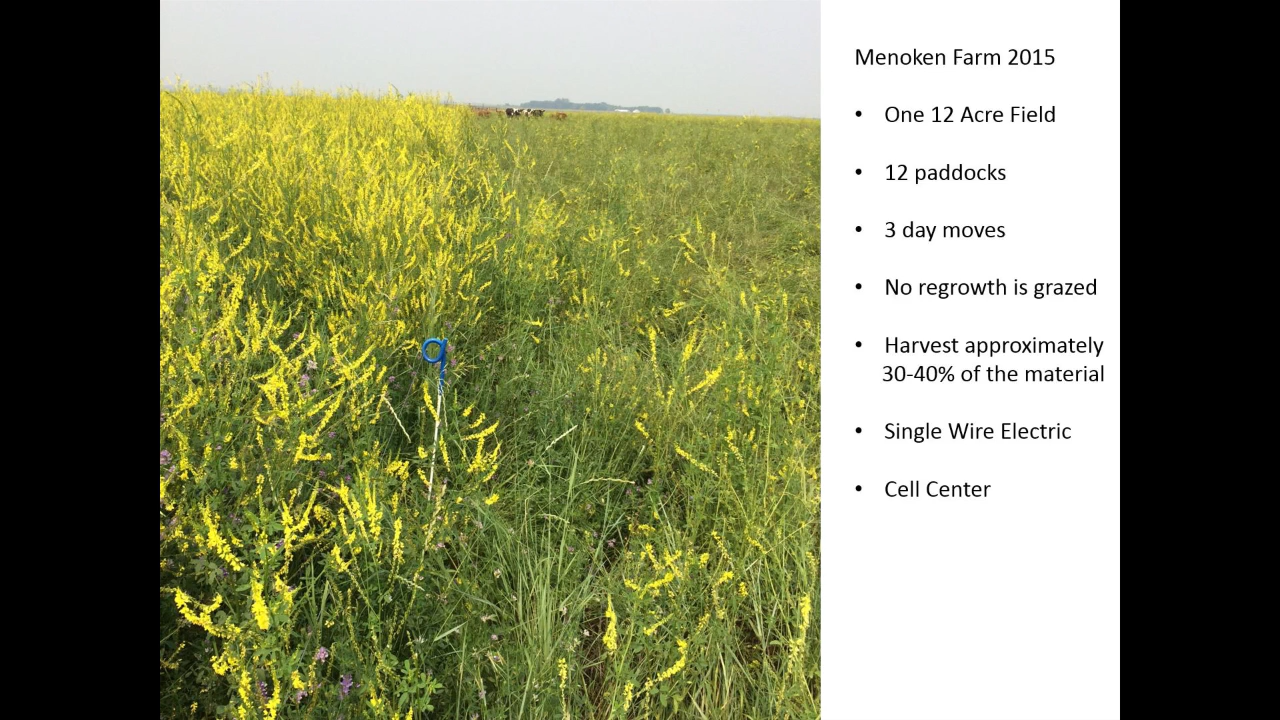 Menoken Farm 2015
• One 12 Acre Field
• 12 paddocks
• 3 day moves
• No regrowth is grazed
• Harvest approximately
30-40% of the material
• Single Wire Electric
• Cell Center